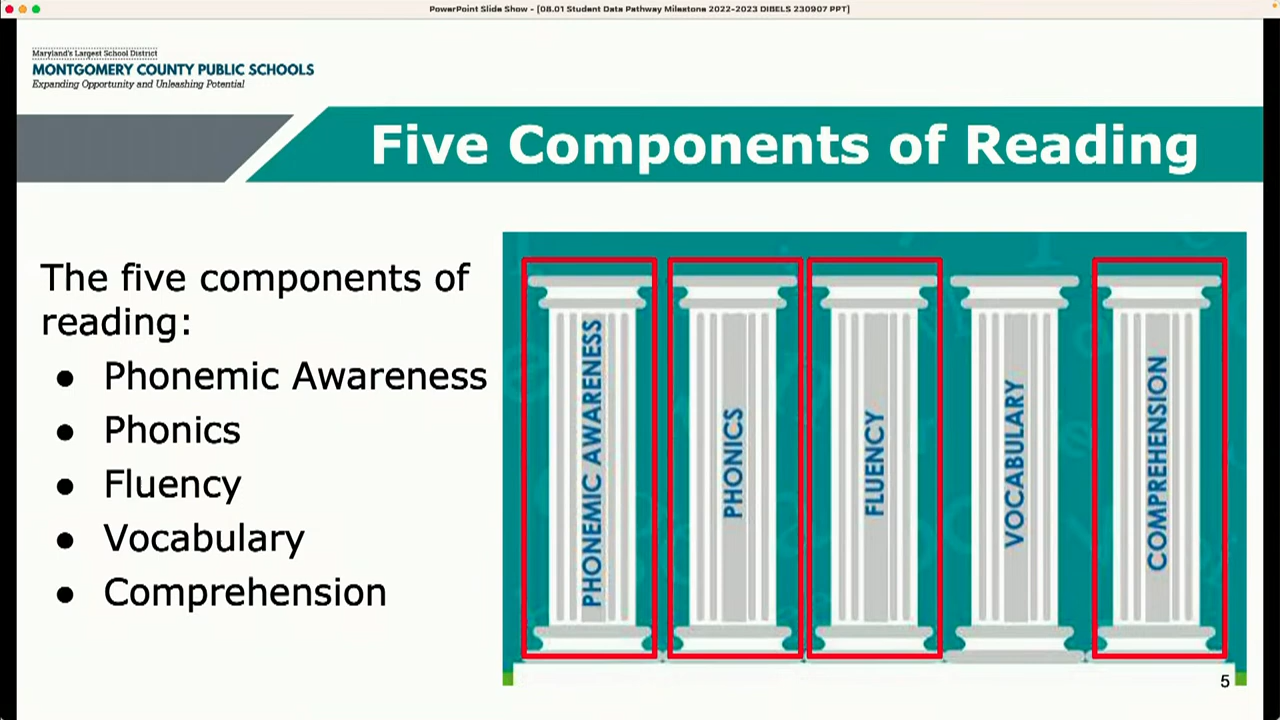 PowerPoint Slide Show - [08.01 Student Data Pathway Milestone 2022-2023 DIBELS 230907 PPT]
Maryland's Largest School District
MONTGOMERY COUNTY PUBLIC SCHOOLS
Expanding Opportunity and Unleashing Potential
Five Components of Reading
The five components of
reading:
● Phonemic Awareness
● Phonics
● Fluency
● Vocabulary
● Comprehension
PHONEMIC AWARENESS
PHONICS
FLUENCY
VOCABULARY
COMPREHENSION
5